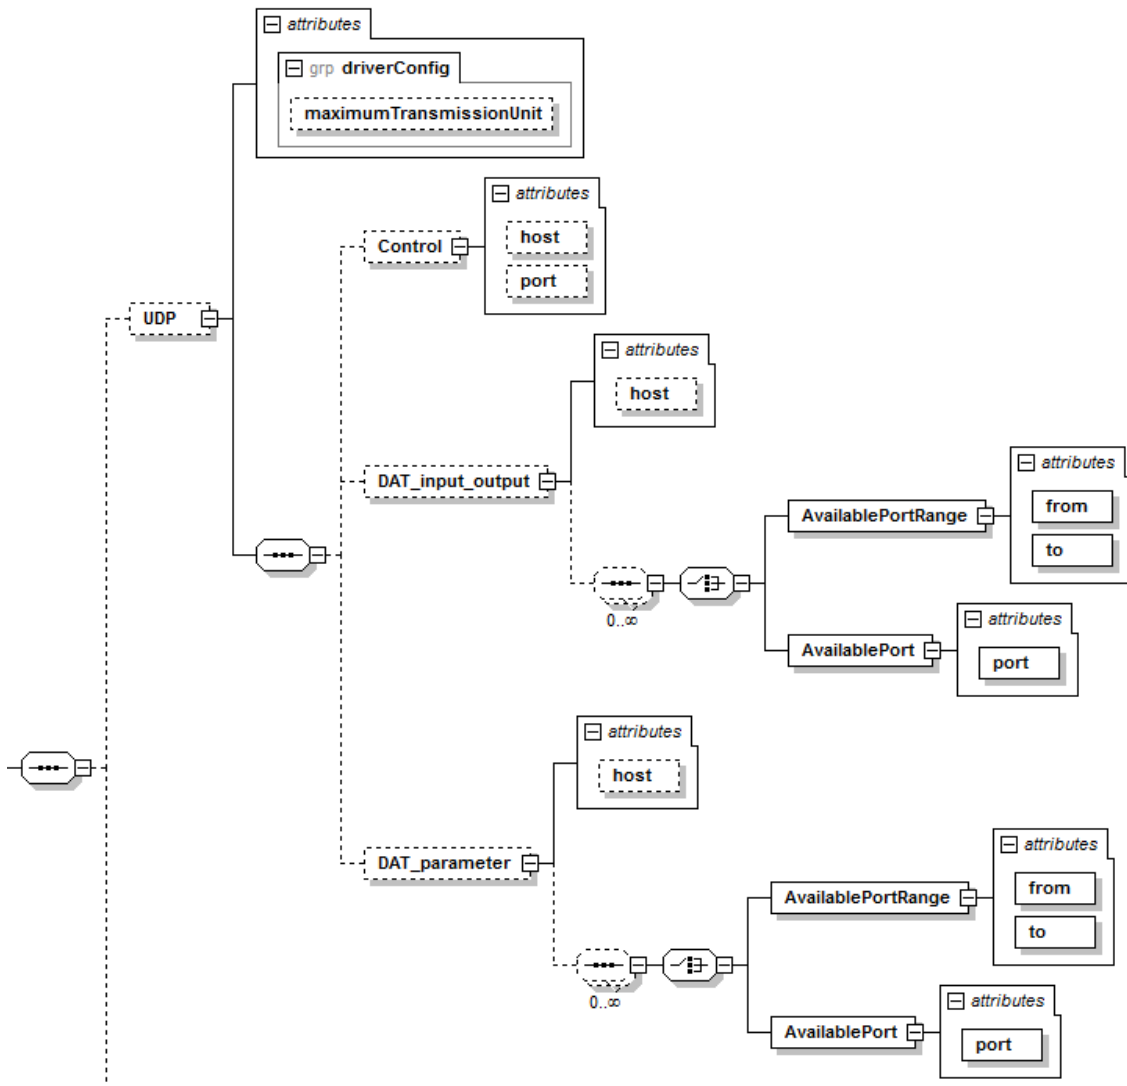 attributes
grp driverConfig
maximumTransmissionUnit
attributes
host
port
Control
UDP
attributes
host
DAT_input_output
attributes
from
to
AvailablePortRange
0..∞
attributes
port
AvailablePort
attributes
host
DAT_parameter
attributes
from
to
AvailablePortRange
0..∞
attributes
port
AvailablePort